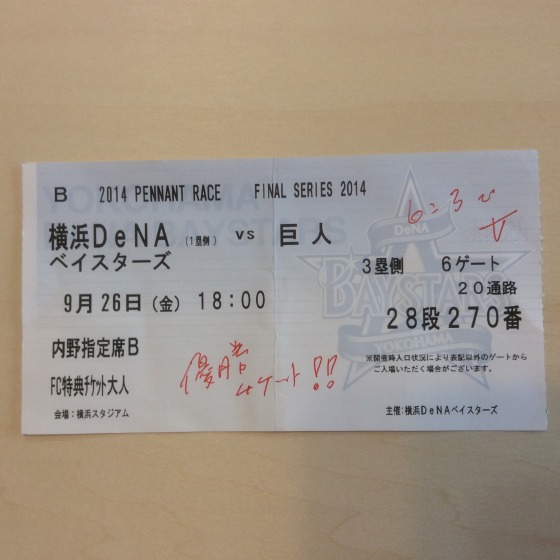 B 2014 PENNANT RACE FINAL SERIES 2014
横浜DeNA (1塁側) vs 巨人
ベイスターズ
6:3で
3塁側 6ゲート
20通路
9月26日(金) 18:00
28段270番
内野指定席B
FC特典チケット大人
会場:横浜スタジアム
優勝
ゲート!!
※開催時入口状況により表記以外のゲートから
ご入場いただく場合がございます。
主催:横浜DeNAベイスターズ
YOKOHAMA
BAYSTARS
DeNA
BAYSTARS
YOKOHAMA